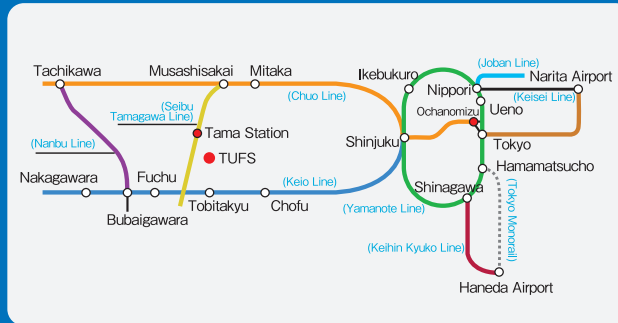 Tachikawa
Musashisakai
Mitaka
(Chuo Line)
(Seibu
Tamagawa Line)
(Nanbu Line)
Tama Station
TUFS
Nakagawara
Fuchu
Bubaigawara
Tobitakyu
Chofu
(Keio Line)
Shinjuku
Ikebukuro
Nippori
(Joban Line)
Narita Airport
(Keisei Line)
Ueno
Ochanomizu
Tokyo
Hamamatsucho
Shinagawa
(Yamanote Line)
(Keihin Kyuko Line)
(Tokyo Monorail)
Haneda Airport